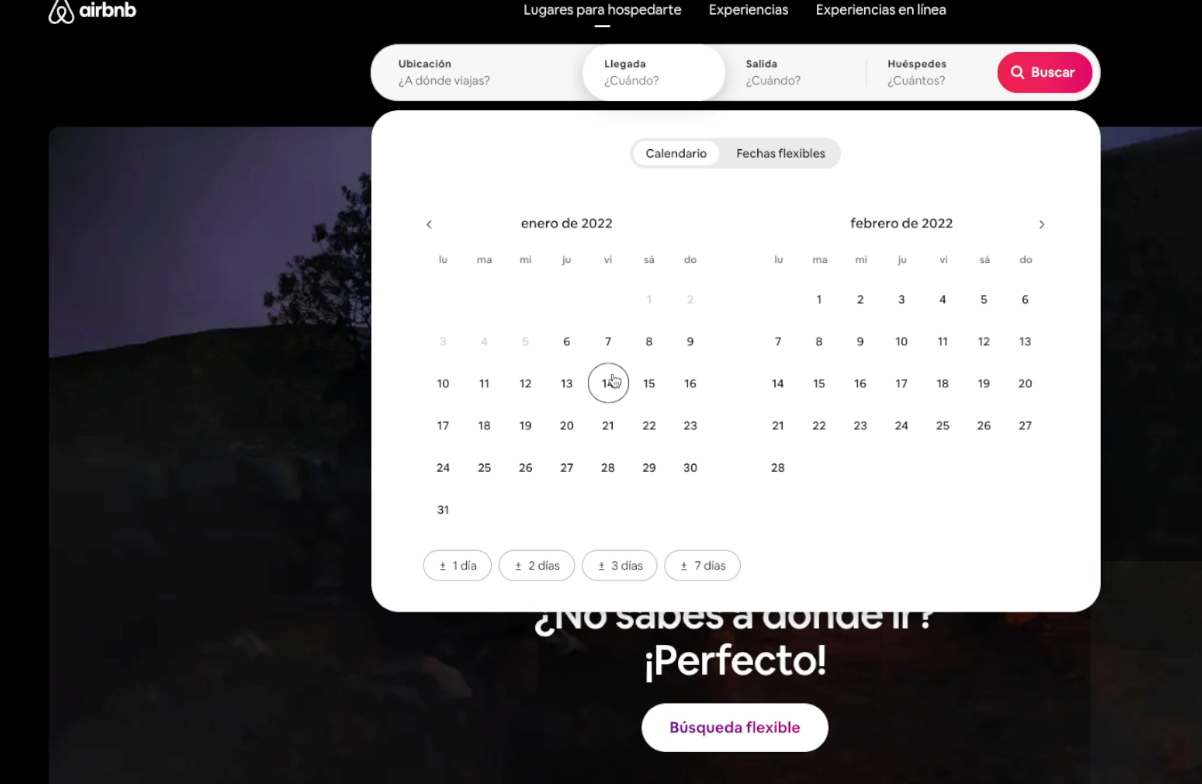 airbnb
Lugares para hospedarte Experiencias Experiencias en línea
Ubicación Llegada Salida Huéspedes
¿A dónde viajas? ¿Cuándo? ¿Cuándo? ¿Cuántos? Buscar
Calendario Fechas flexibles
enero de 2022 febrero de 2022
lu ma mi ju vi sá do lu ma mi ju vi sá do
1 2 1 2 3 4 5 6
3 4 5 6 7 8 9 7 8 9 10 11 12 13
10 11 12 13 14 15 16 14 15 16 17 18 19 20
17 18 19 20 21 22 23 21 22 23 24 25 26 27
24 25 26 27 28 29 30 28
31
± 1 día ± 2 días ± 3 días ± 7 días
¿No sabes a dónde ir?
¡Perfecto!
Búsqueda flexible